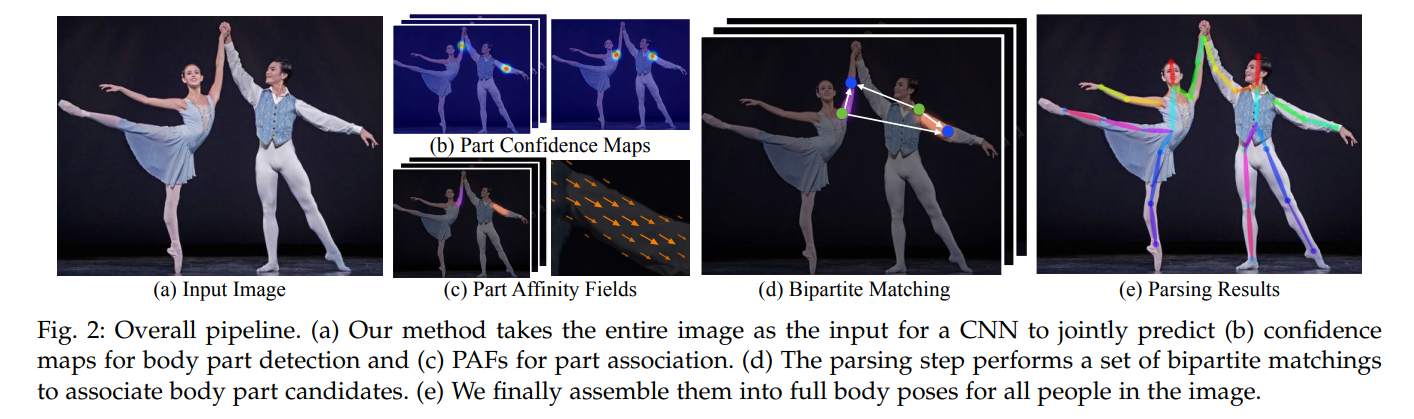 (a) Input Image
(b) Part Confidence Maps
(c) Part Affinity Fields
(d) Bipartite Matching
(e) Parsing Results
Fig. 2: Overall pipeline. (a) Our method takes the entire image as the input for a CNN to jointly predict (b) confidence
maps for body part detection and (c) PAFs for part association. (d) The parsing step performs a set of bipartite matchings
to associate body part candidates. (e) We finally assemble them into full body poses for all people in the image.